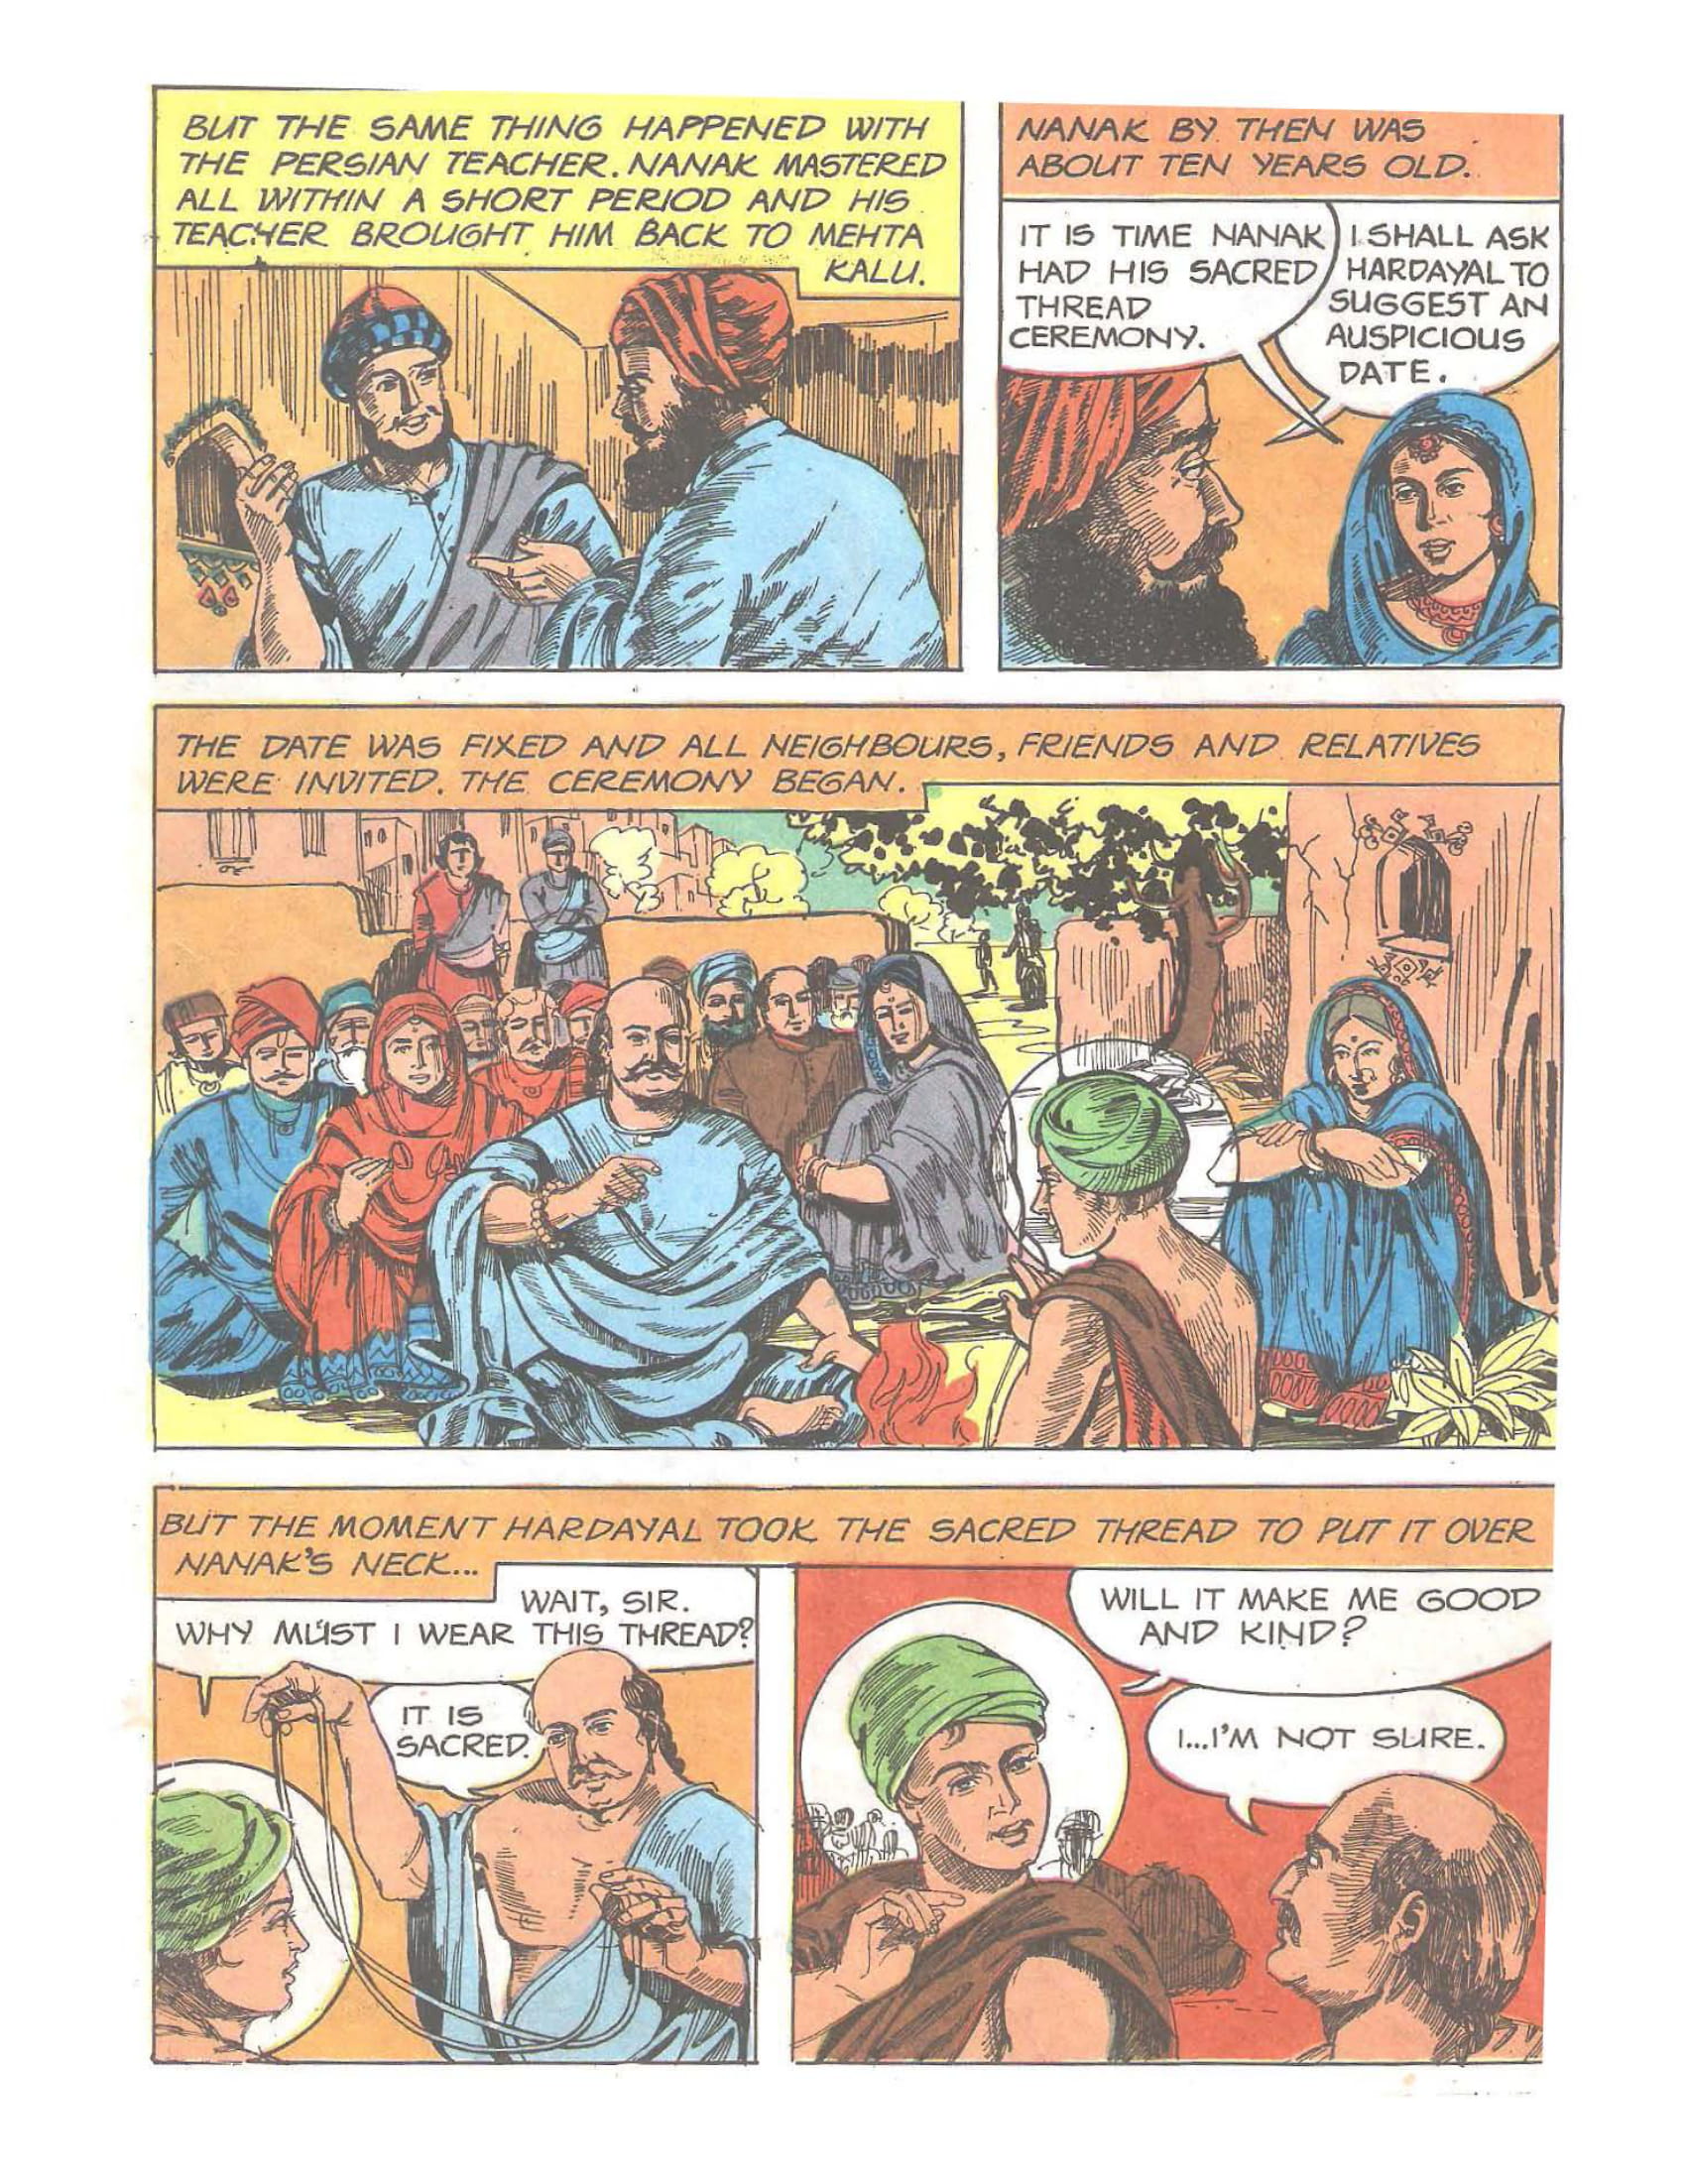 BUT THE SAME THING HAPPENED WITH
THE PERSIAN TEACHER. NANAK MASTERED
ALL WITHIN A SHORT PERIOD AND HIS
TEACHER BROUGHT HIM BACK TO MEHTA
KALU.
NANAK BY THEN WAS
ABOUT TEN YEARS OLD.
IT IS TIME NANAK
HAD HIS SACRED
THREAD
CEREMONY.
I SHALL ASK
HARDAYAL TO
SUGGEST AN
AUSPICIOUS
DATE.
THE DATE WAS FIXED AND ALL NEIGHBOURS, FRIENDS AND RELATIVES
WERE INVITED. THE CEREMONY BEGAN.
BUT THE MOMENT HARDAYAL TOOK THE SACRED THREAD TO PUT IT OVER
NANAK'S NECK...
WAIT, SIR.
WHY MUST I WEAR THIS THREAD?
IT IS
SACRED.
WILL IT MAKE ME GOOD
AND KIND?
I...I'M NOT SURE.